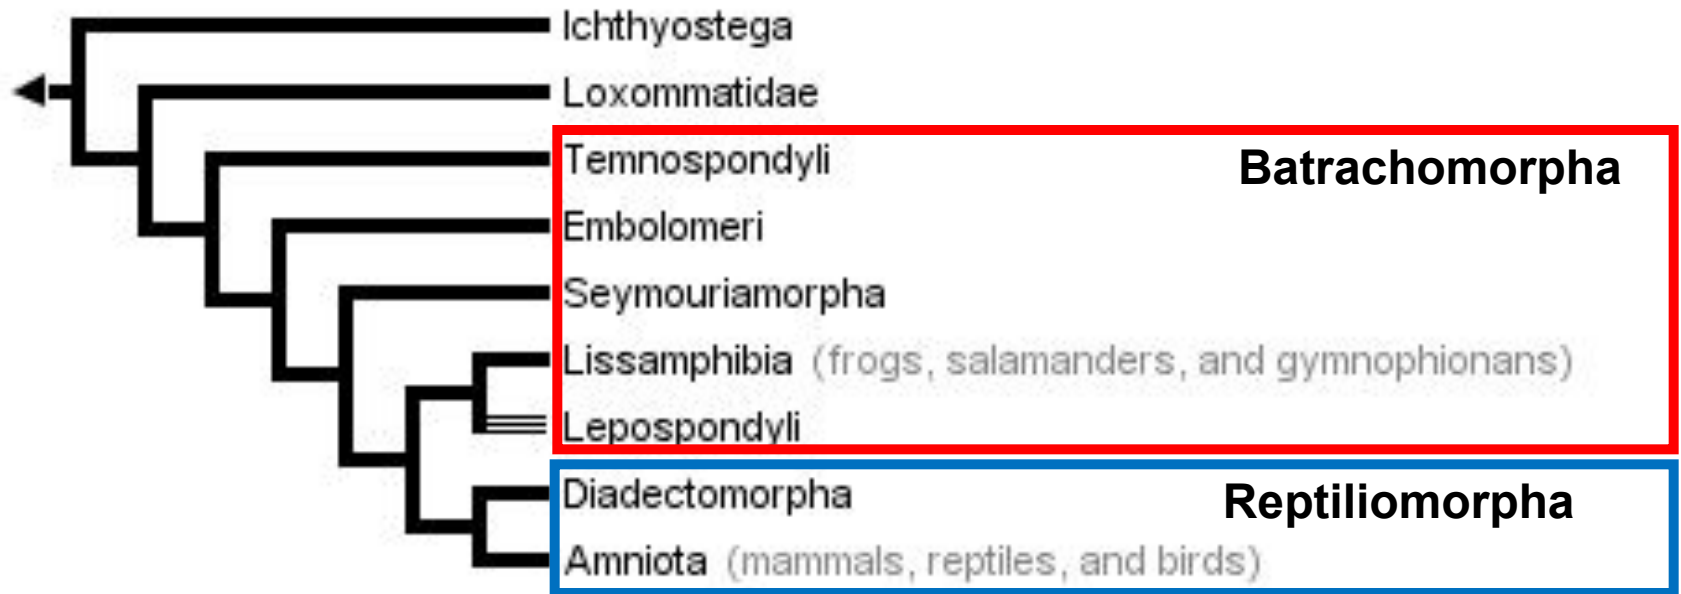 Ichthyostega
Loxommatidae
Temnospondyli
Batrachomorpha
Embolomeri
Seymouriamorpha
Lissamphibia (frogs, salamanders, and gymnophionans)
Lepospondyli
Diadectomorpha
Reptiliomorpha
Amniota (mammals, reptiles, and birds)